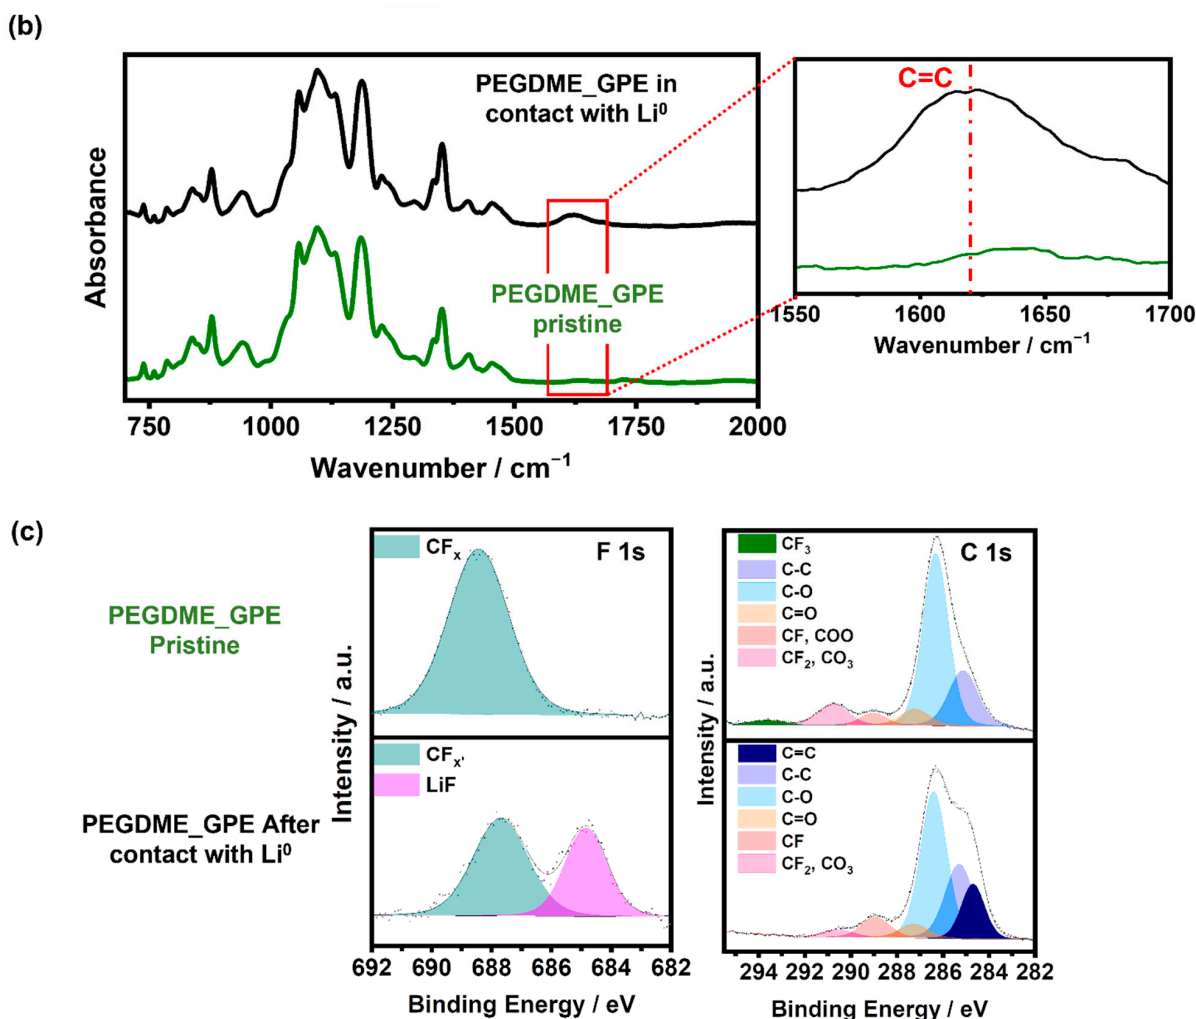 (b)
PEGDME_GPE in
contact with Li⁰
PEGDME_GPE
pristine
Absorbance
750 1000 1250 1500 1750 2000
Wavenumber / cm⁻¹
C=C
1550 1600 1650 1700
Wavenumber / cm⁻¹
(c)
PEGDME_GPE
Pristine
PEGDME_GPE After
contact with Li⁰
Intensity / a.u.
CFₓ
F 1s
CFₓ'
LiF
692 690 688 686 684 682
Binding Energy / eV
Intensity / a.u.
CF₃
C 1s
C-C
C-O
C=O
CF, COO
CF₂, CO₃
Intensity / a.u.
C=C
C-C
C-O
C=O
CF
CF₂, CO₃
294 292 290 288 286 284 282
Binding Energy / eV